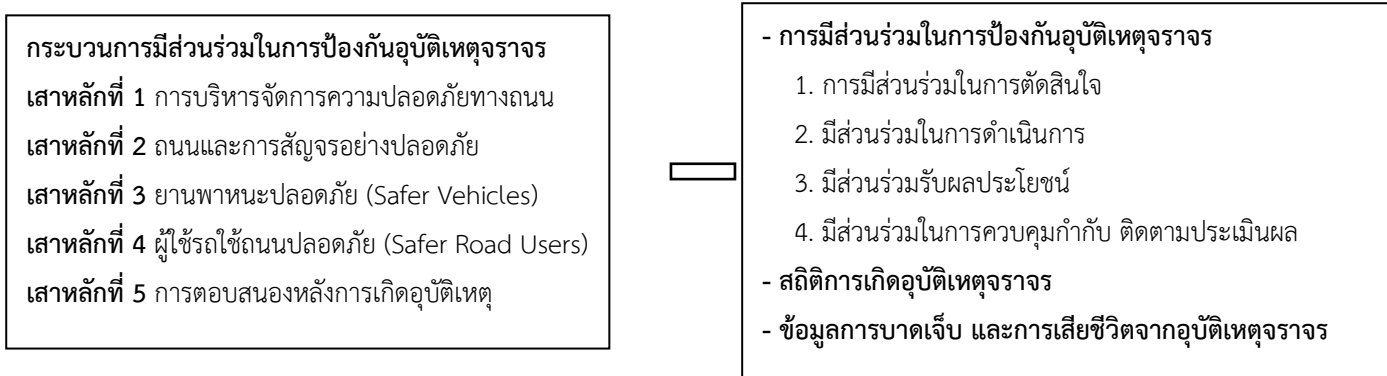 กระบวนการมีส่วนร่วมในการป้องกันอุบัติเหตุจราจร
เสาหลักที่ 1 การบริหารจัดการความปลอดภัยทางถนน
เสาหลักที่ 2 ถนนและการสัญจรอย่างปลอดภัย
เสาหลักที่ 3 ยานพาหนะปลอดภัย (Safer Vehicles)
เสาหลักที่ 4 ผู้ใช้รถใช้ถนนปลอดภัย (Safer Road Users)
เสาหลักที่ 5 การตอบสนองหลังการเกิดอุบัติเหตุ
- การมีส่วนร่วมในการป้องกันอุบัติเหตุจราจร
1. การมีส่วนร่วมในการตัดสินใจ
2. มีส่วนร่วมในการดำเนินการ
3. มีส่วนร่วมรับผลประโยชน์
4. มีส่วนร่วมในการควบคุมกำกับ ติดตามประเมินผล
- สถิติการเกิดอุบัติเหตุจราจร
- ข้อมูลการบาดเจ็บ และการเสียชีวิตจากอุบัติเหตุจราจร